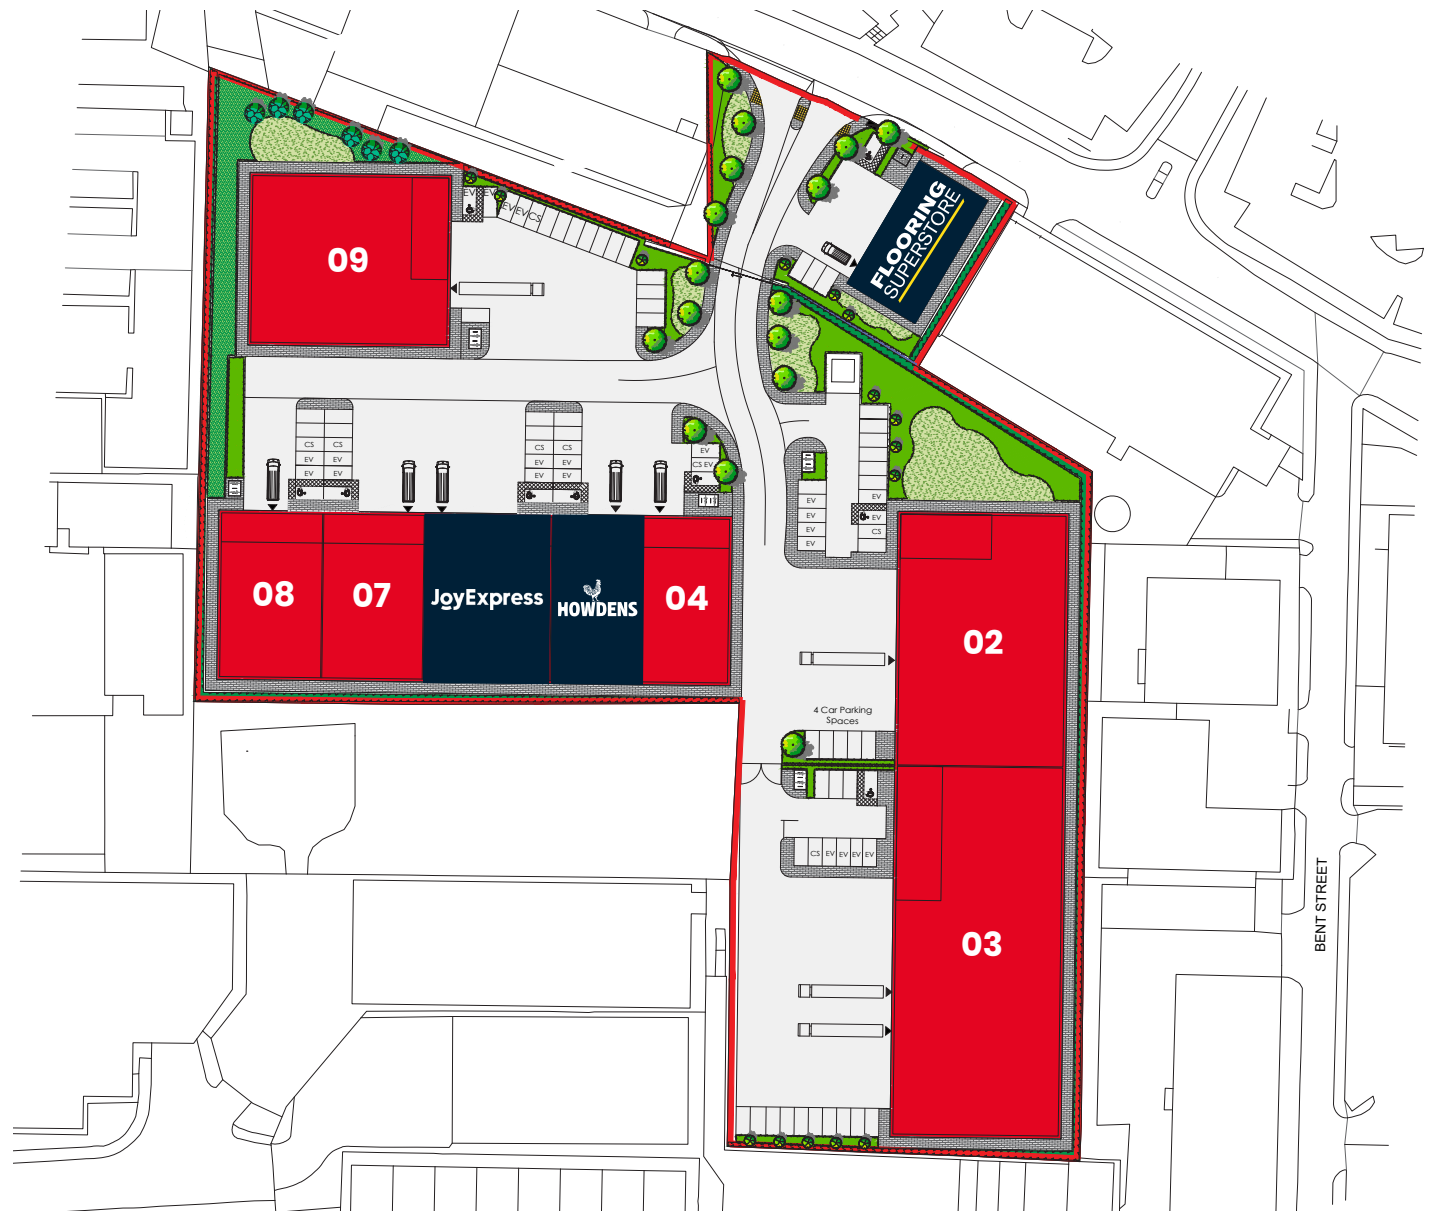 FLOORING
SUPERSTORE
EV
EV
EV
EV
CS
09
CS
CS
EV
EV
EV
EV
CS
CS
EV
EV
EV
EV
EV
CS EV
EV
EV
EV
EV
EV
EV
CS
08
07
JoyExpress
HOWDENS
04
02
4 Car Parking
Spaces
CS
EV
EV
EV
EV
03
BENT STREET